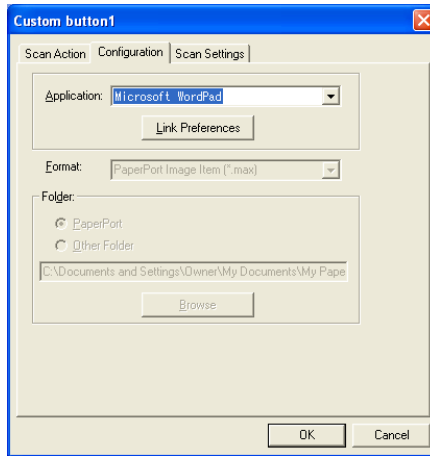 Custom button1
Scan Action Configuration Scan Settings
Application: Microsoft WordPad
Link Preferences
Format: PaperPort Image Item (*.max)
Folder:
PaperPort
Other Folder
C:\Documents and Settings\Owner\My Documents\My Pape
Browse
OK Cancel